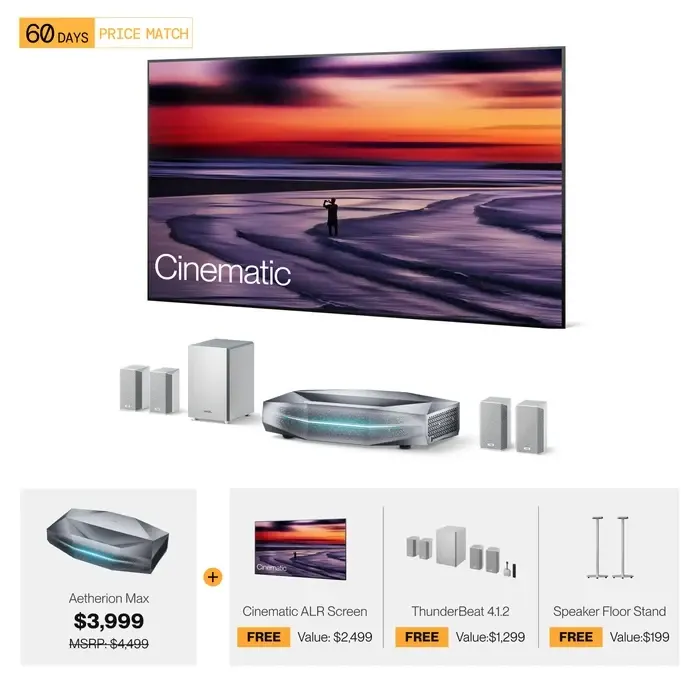 60 DAYS PRICE MATCH
Cinematic
Cinematic
Aetherion Max
$3,999
MSRP: $4,499
+
Cinematic ALR Screen
FREE Value: $2,499
ThunderBeat 4.1.2
FREE Value:$1,299
Speaker Floor Stand
FREE Value:$199